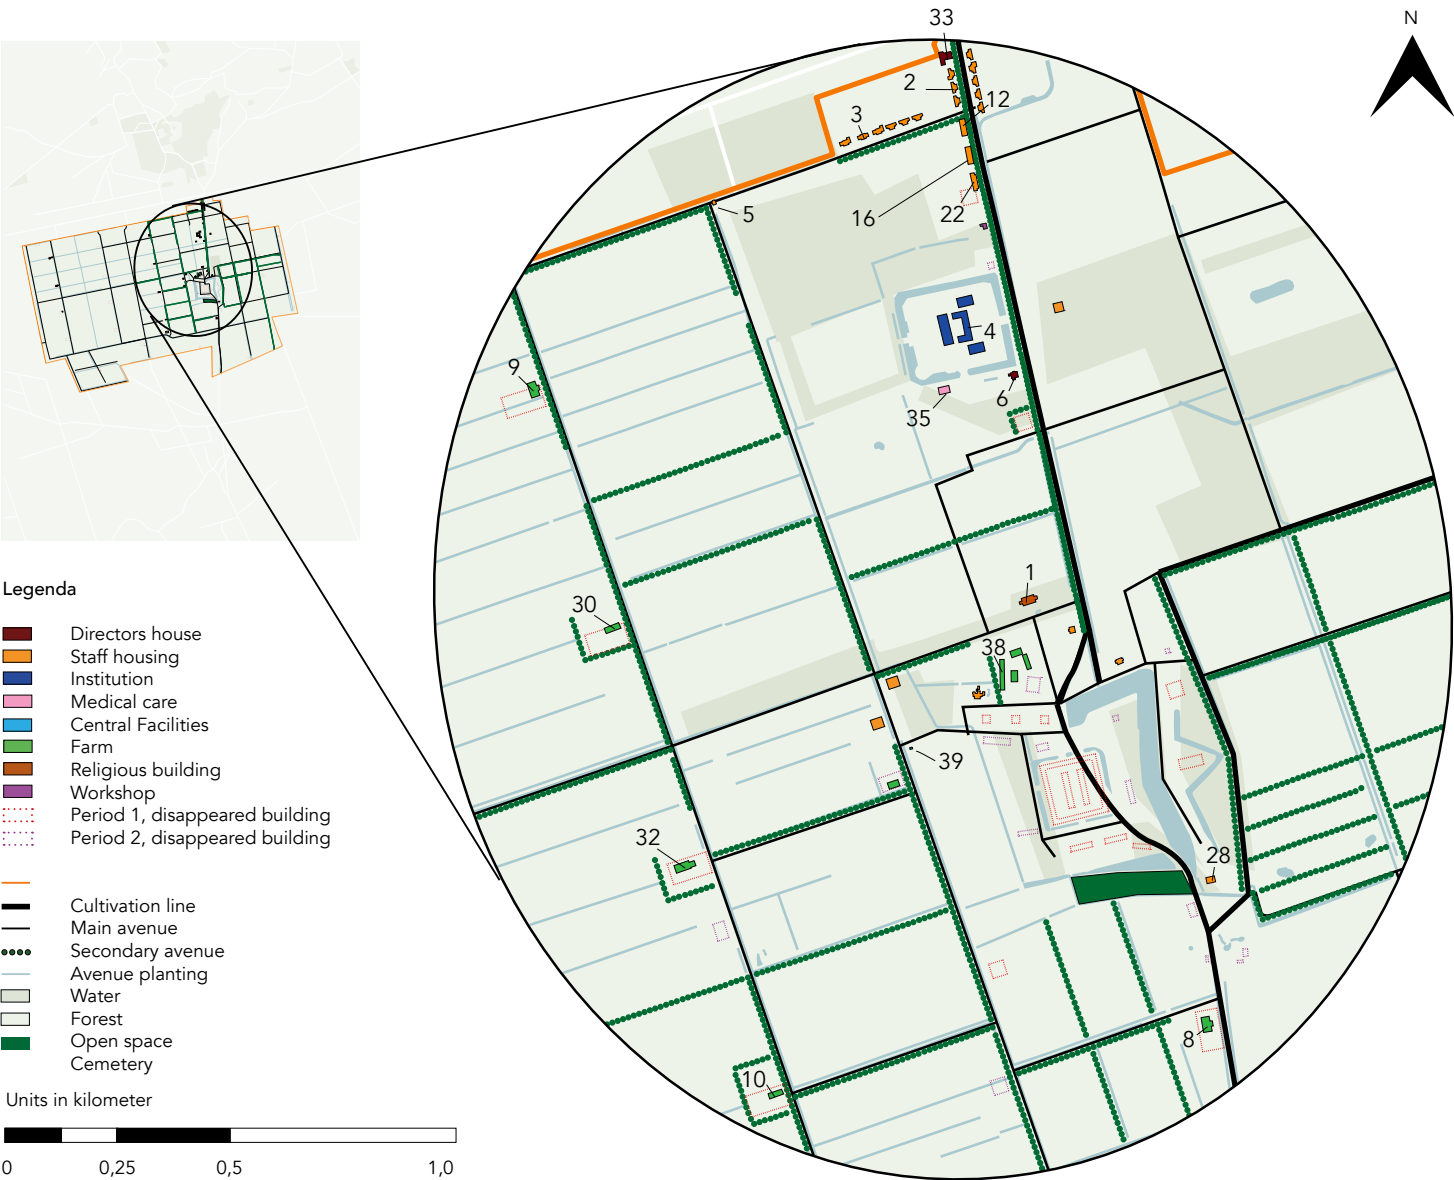 33
N
2
12
3
5
16
22
4
9
35
6
1
30
38
39
32
28
8
10
Legenda
Directors house
Staff housing
Institution
Medical care
Central Facilities
Farm
Religious building
Workshop
Period 1, disappeared building
Period 2, disappeared building
Cultivation line
Main avenue
Secondary avenue
Avenue planting
Water
Forest
Open space
Cemetery
Units in kilometer
0 0,25 0,5 1,0